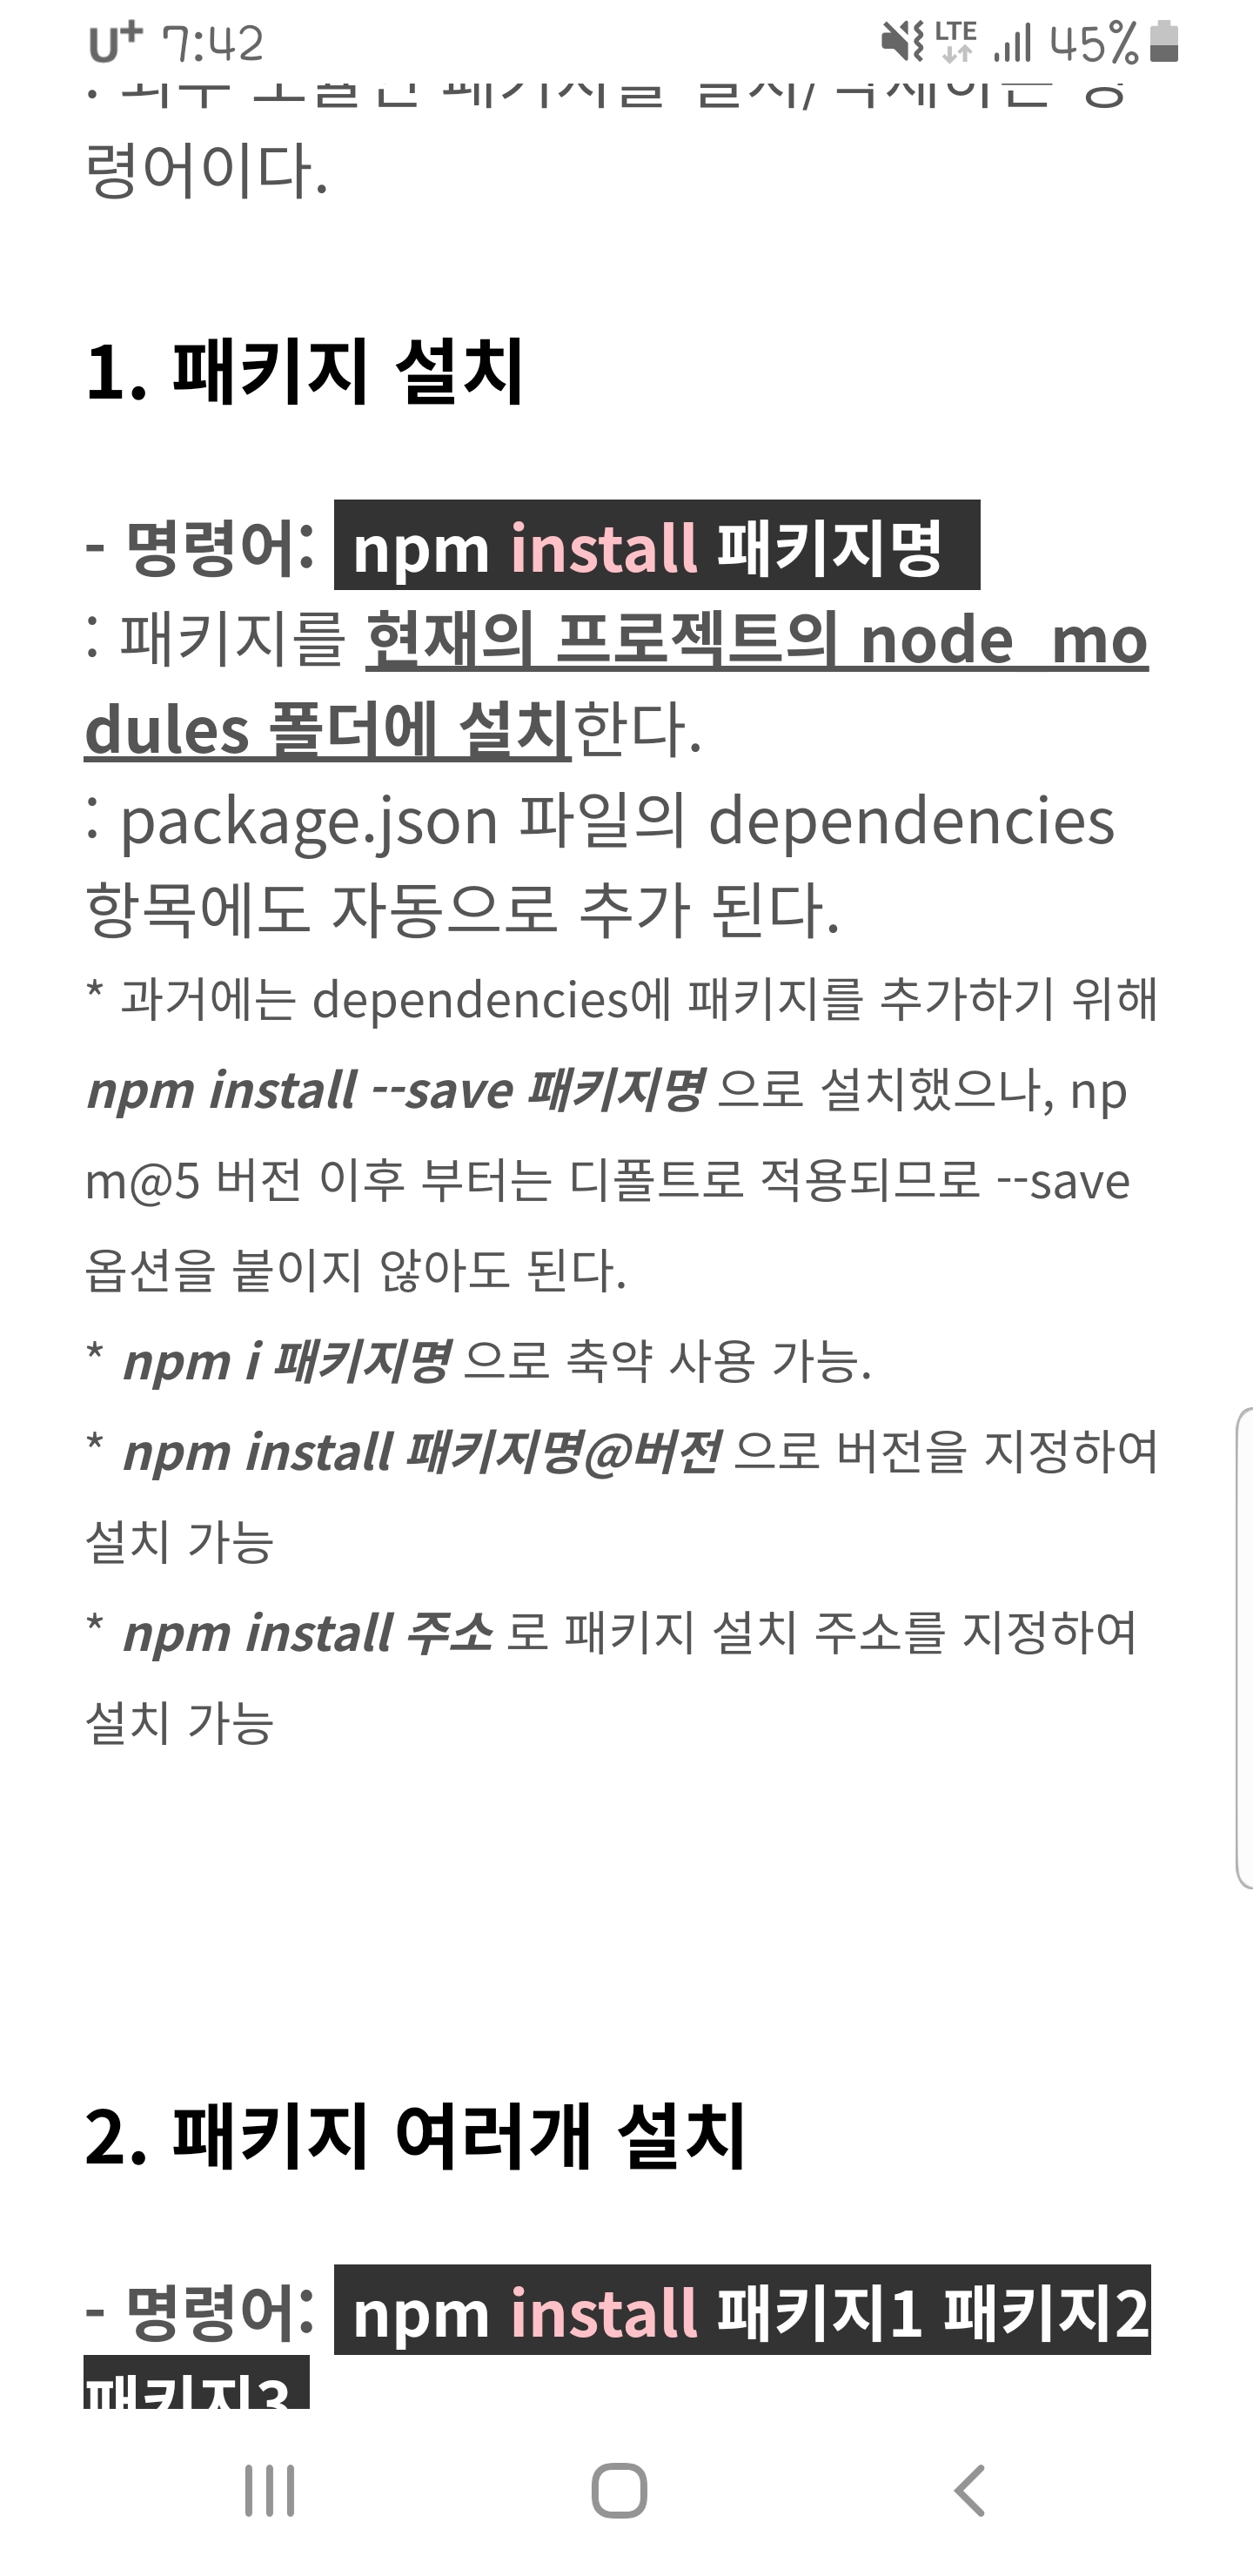 U+ 7:42 LTE 45%
령어이다.
1. 패키지 설치
- 명령어: npm install 패키지명
: 패키지를 현재의 프로젝트의 node_mo
dules 폴더에 설치한다.
: package.json 파일의 dependencies
항목에도 자동으로 추가 된다.
* 과거에는 dependencies에 패키지를 추가하기 위해
npm install --save 패키지명 으로 설치했으나, np
m@5 버전 이후 부터는 디폴트로 적용되므로 --save
옵션을 붙이지 않아도 된다.
* npm i 패키지명 으로 축약 사용 가능.
* npm install 패키지명@버전 으로 버전을 지정하여
설치 가능
* npm install 주소 로 패키지 설치 주소를 지정하여
설치 가능
2. 패키지 여러개 설치
- 명령어: npm install 패키지1 패키지2
패키지3